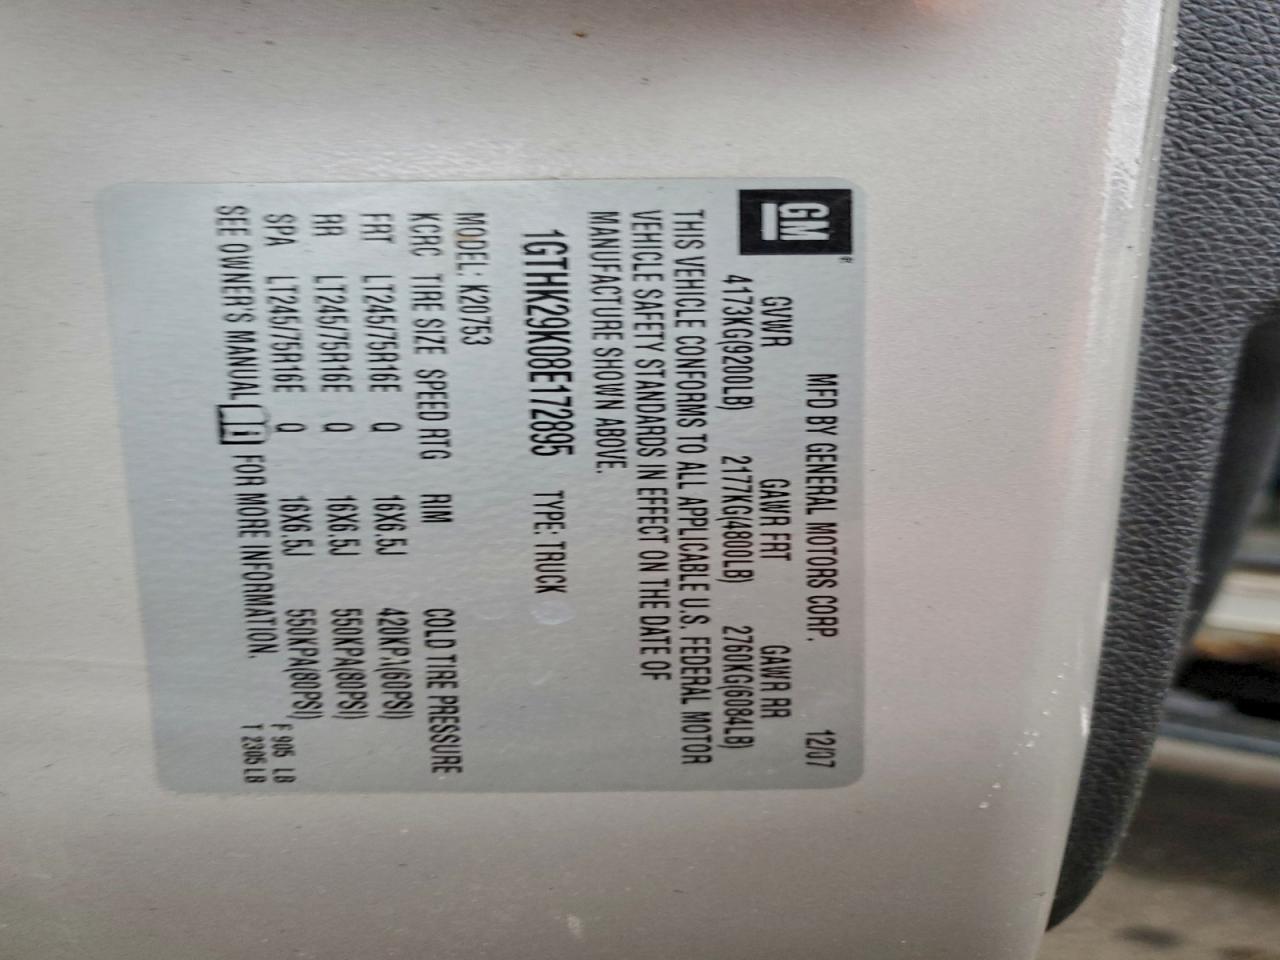 GM
MFD BY GENERAL MOTORS CORP. 12/07
GVWR GAWR FRT GAWR RR
4173KG(9200LB) 2177KG(4800LB) 2760KG(6084LB)
THIS VEHICLE CONFORMS TO ALL APPLICABLE U.S. FEDERAL MOTOR
VEHICLE SAFETY STANDARDS IN EFFECT ON THE DATE OF
MANUFACTURE SHOWN ABOVE.
1GTHK29K08E172895 TYPE: TRUCK
MODEL: K20753
KCRC TIRE SIZE SPEED RTG RIM COLD TIRE PRESSURE
FRT LT245/75R16E Q 16X6.5J 420KPA(60PSI)
RR LT245/75R16E Q 16X6.5J 550KPA(80PSI)
SPA LT245/75R16E Q 16X6.5J 550KPA(80PSI)
SEE OWNER'S MANUAL FOR MORE INFORMATION.
F 905 LB
T 2305 LB